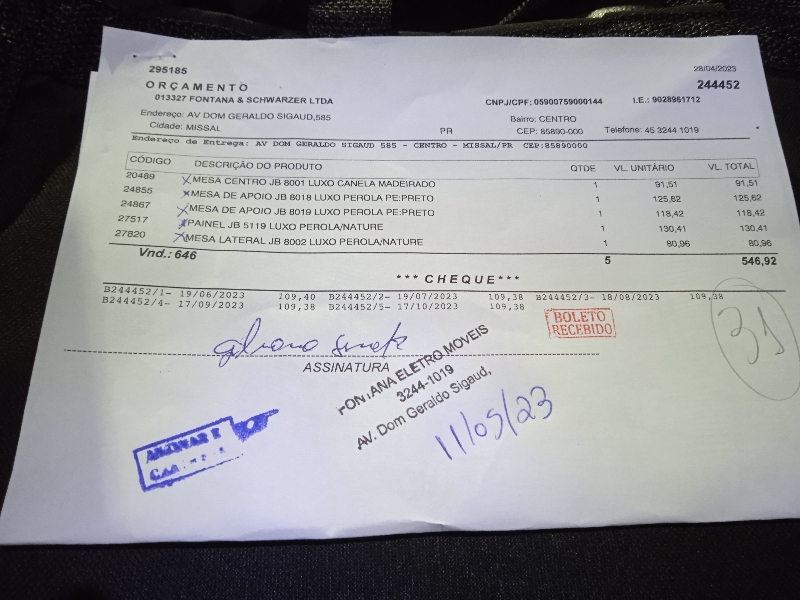 295185
28/04/2023
ORÇAMENTO
244452
013327 FONTANA & SCHWARZER LTDA
CNPJ/CPF: 05900759000144 I.E.: 9028961712
Endereço: AV DOM GERALDO SIGAUD,585 Bairro: CENTRO
Cidade: MISSAL PR CEP: 85890-000 Telefone: 45 3244 1019
Endereço de Entrega: AV DOM GERALDO SIGAUD 585 - CENTRO - MISSAL/PR CEP:85890000
CÓDIGO DESCRIÇÃO DO PRODUTO QTDE VL. UNITÁRIO VL. TOTAL
20489 MESA CENTRO JB 8001 LUXO CANELA MADEIRADO 1 91,51 91,51
24855 MESA DE APOIO JB 8018 LUXO PEROLA PE:PRETO 1 125,62 125,62
24867 MESA DE APOIO JB 8019 LUXO PEROLA PE:PRETO 1 118,42 118,42
27517 PAINEL JB 5119 LUXO PEROLA/NATURE 1 130,41 130,41
27820 MESA LATERAL JB 8002 LUXO PEROLA/NATURE 1 80,96 80,96
Vnd.: 646 5 546,92
*** CHEQUE***
B244452/1- 19/06/2023 109,40 B244452/2- 19/07/2023 109,38 B244452/3- 18/08/2023 109,38
B244452/4- 17/09/2023 109,38 B244452/5- 17/10/2023 109,38
BOLETO
RECEBIDO
31
ASSINATURA
FONTANA ELETRO MOVEIS
3244-1019
AV. Dom Geraldo Sigaud,
11/05/23